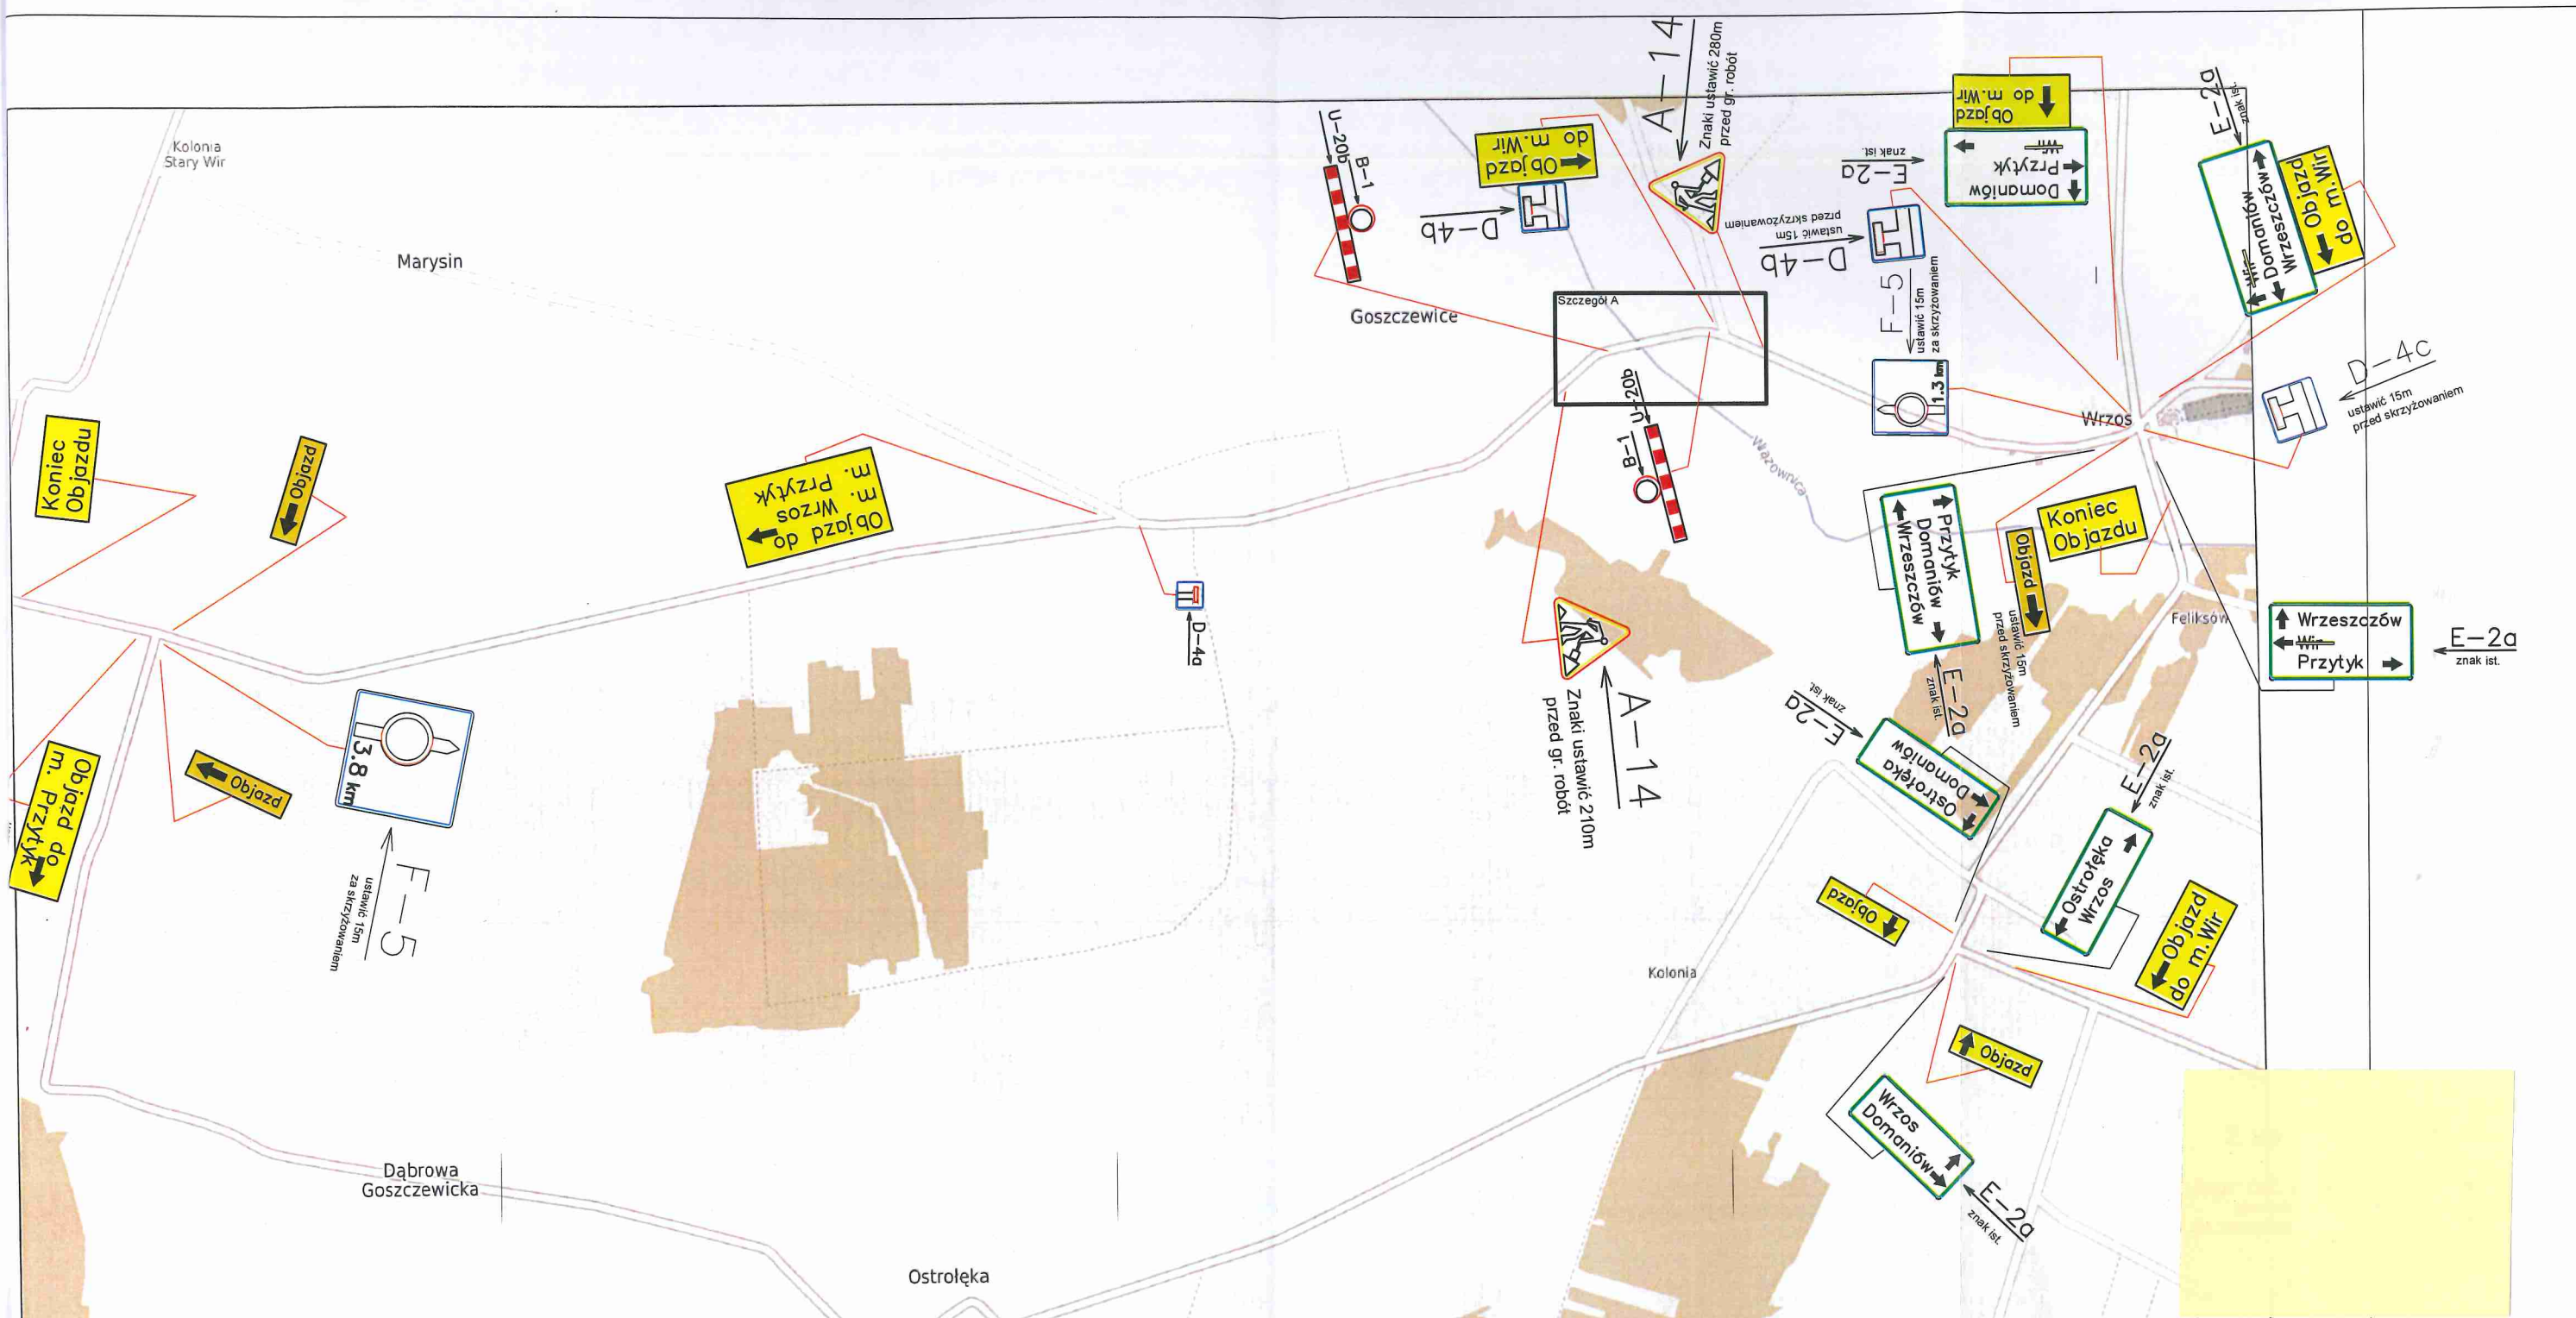 Kolonia
Stary Wir
Marysin
Koniec
Objazdu
Objazd
Objazd do
m. Przytyk
Objazd
3.8 km
F-5
ustawić 15m
za skrzyżowaniem
Dąbrowa
Goszczewicka
Ostrołęka
Objazd do
m. Wrzos
m. Przytyk
D-4a
U-20b
B-1
Goszczewice
Objazd
do m. Wir
D-4b
A-14
Znaki ustawić 280m
przed gr. robót
Szczegół A
U-20b
B-1
A-14
Znaki ustawić 210m
przed gr. robót
Wązownica
D-4b
ustawić 15m
przed skrzyżowaniem
F-5
ustawić 15m
za skrzyżowaniem
1.3 km
Objazd
do m. Wir
Domaniów
Przytyk
Wir
E-2a
znak ist.
E-2a
znak ist.
Wir
Domaniów
Wrzeszczów
Objazd
do m. Wir
D-4c
ustawić 15m
przed skrzyżowaniem
Wrzos
Przytyk
Domaniów
Wrzeszczów
E-2a
znak ist.
Objazd
ustawić 15m
przed skrzyżowaniem
Koniec
Objazdu
Feliksów
Wrzeszczów
Wir
Przytyk
E-2a
znak ist.
E-2a
znak ist.
Ostrołęka
Domaniów
E-2a
znak ist.
Ostrołęka
Wrzos
Objazd
do m. Wir
Objazd
Kolonia
Objazd
Wrzos
Domaniów
E-2a
znak ist.